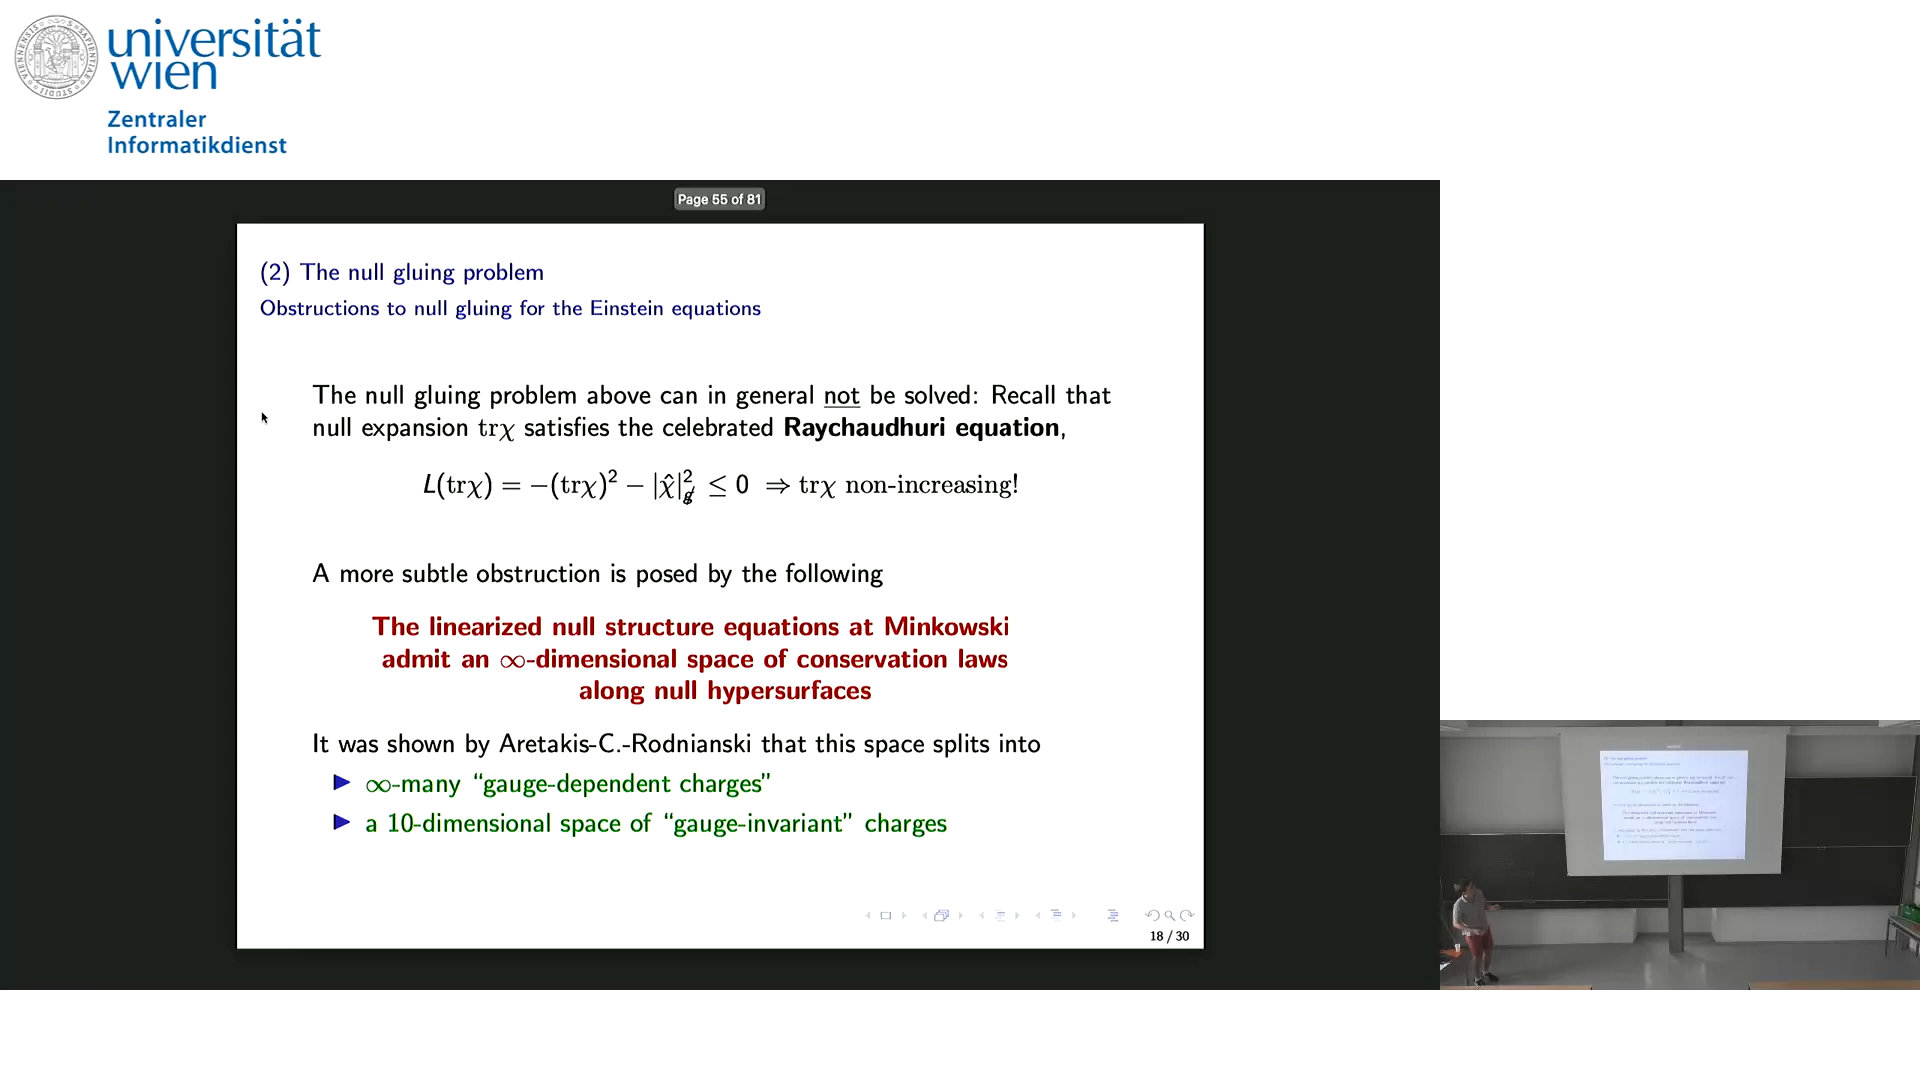 universität
wien
Zentraler
Informatikdienst
Page 55 of 81
(2) The null gluing problem
Obstructions to null gluing for the Einstein equations
The null gluing problem above can in general not be solved: Recall that
null expansion trχ satisfies the celebrated Raychaudhuri equation,
L(trχ) = −(trχ)² − |χ̂|²_g̸ ≤ 0 ⇒ trχ non-increasing!
A more subtle obstruction is posed by the following
The linearized null structure equations at Minkowski
admit an ∞-dimensional space of conservation laws
along null hypersurfaces
It was shown by Aretakis-C.-Rodnianski that this space splits into
▶ ∞-many “gauge-dependent charges”
▶ a 10-dimensional space of “gauge-invariant” charges
18 / 30